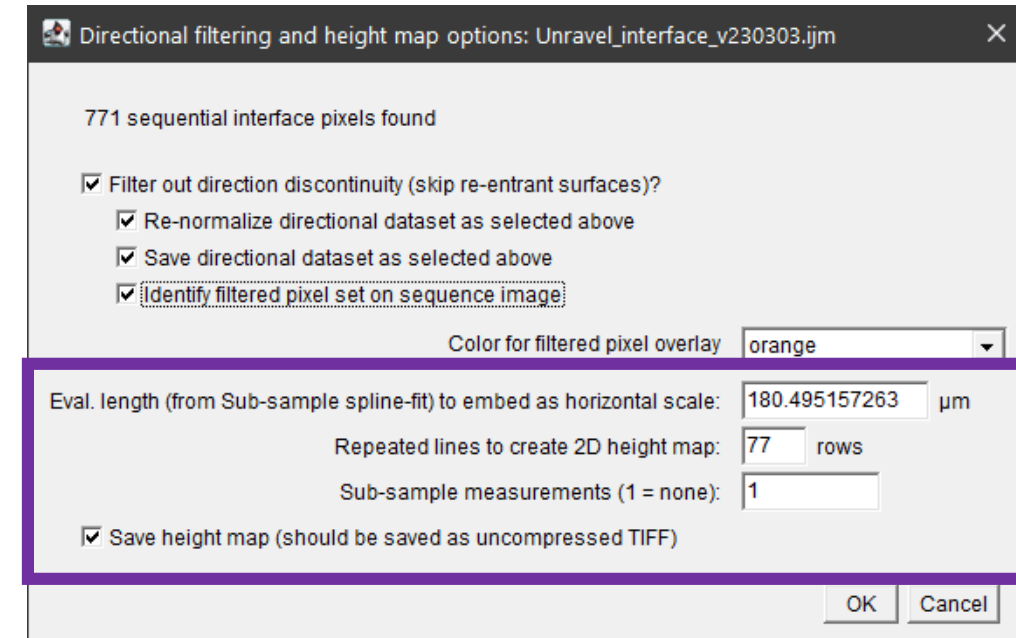 Directional filtering and height map options: Unravel_interface_v230303.ijm
771 sequential interface pixels found
Filter out direction discontinuity (skip re-entrant surfaces)?
Re-normalize directional dataset as selected above
Save directional dataset as selected above
Identify filtered pixel set on sequence image
Color for filtered pixel overlay orange
Eval. length (from Sub-sample spline-fit) to embed as horizontal scale: 180.495157263 µm
Repeated lines to create 2D height map: 77 rows
Sub-sample measurements (1 = none): 1
Save height map (should be saved as uncompressed TIFF)
OK Cancel